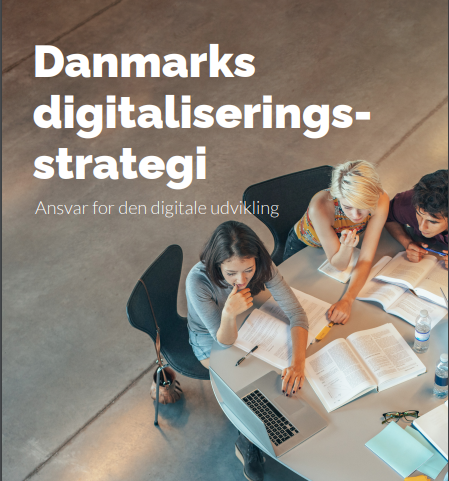 Danmarks
digitaliserings-
strategi
Ansvar for den digitale udvikling